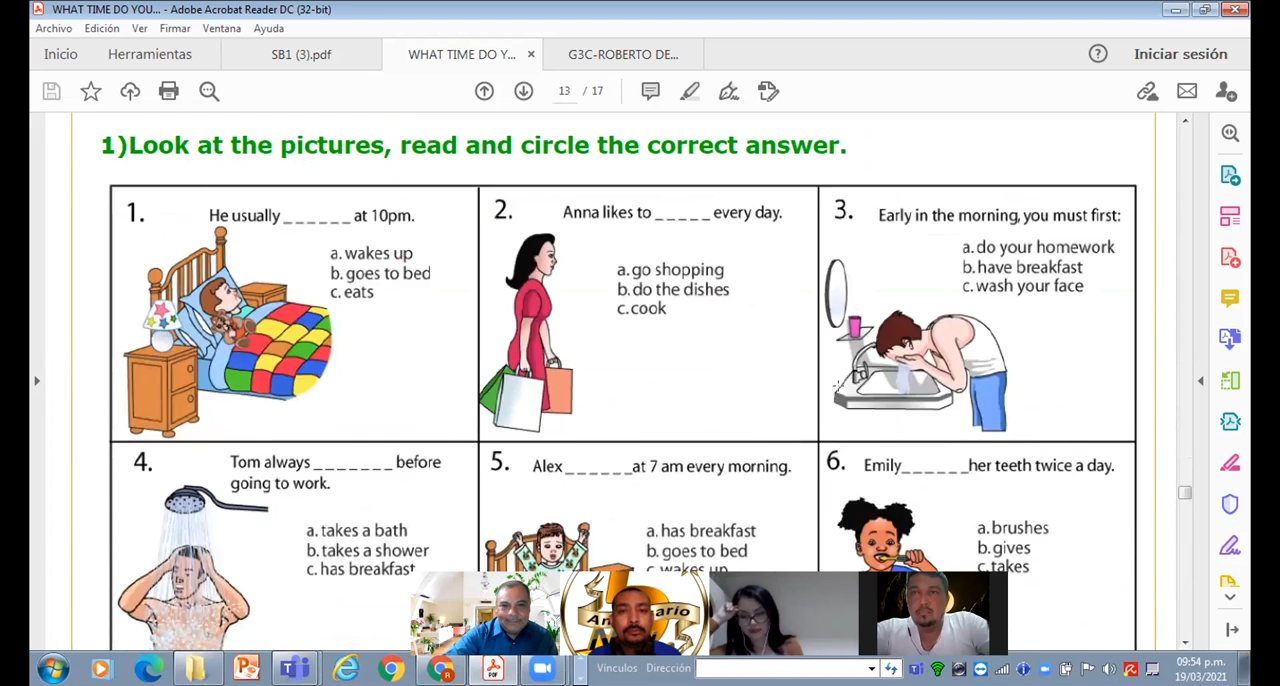 WHAT TIME DO YOU... - Adobe Acrobat Reader DC (32-bit)
Archivo Edición Ver Firmar Ventana Ayuda
Inicio Herramientas SB1 (3).pdf WHAT TIME DO Y... × G3C-ROBERTO DE... Iniciar sesión
13 / 17
1)Look at the pictures, read and circle the correct answer.
1. He usually ______ at 10pm.
a. wakes up
b. goes to bed
c. eats
2. Anna likes to _____ every day.
a. go shopping
b. do the dishes
c. cook
3. Early in the morning, you must first:
a. do your homework
b. have breakfast
c. wash your face
4. Tom always _______ before
going to work.
a. takes a bath
b. takes a shower
c. has breakfast
5. Alex ______at 7 am every morning.
a. has breakfast
b. goes to bed
c. wakes up
6. Emily______her teeth twice a day.
a. brushes
b. gives
c. takes
Vínculos Dirección
09:54 p.m.
19/03/2021